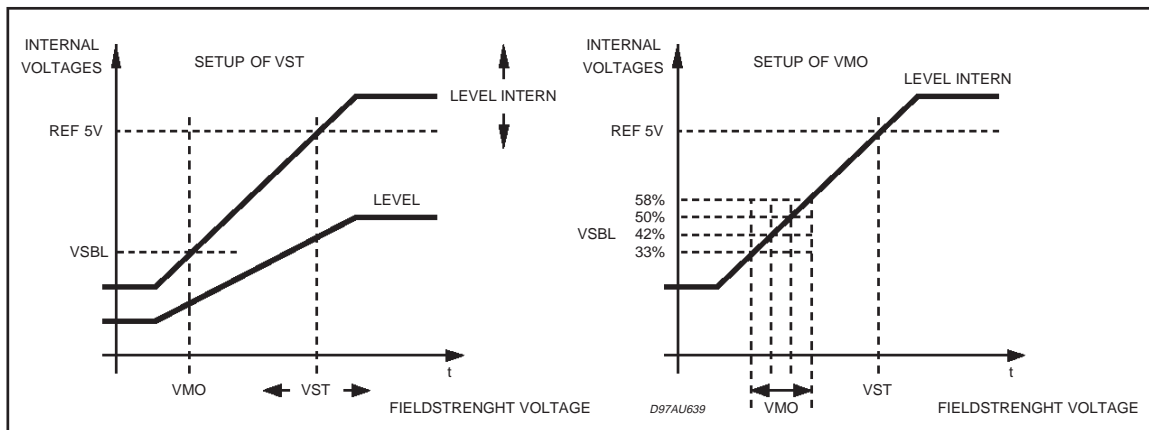 INTERNAL
VOLTAGES
SETUP OF VST
LEVEL INTERN
REF 5V
LEVEL
VSBL
t
VMO
VST
FIELDSTRENGHT VOLTAGE
INTERNAL
VOLTAGES
SETUP OF VMO
LEVEL INTERN
REF 5V
58%
50%
VSBL 42%
33%
t
D97AU639
VMO
VST
FIELDSTRENGHT VOLTAGE